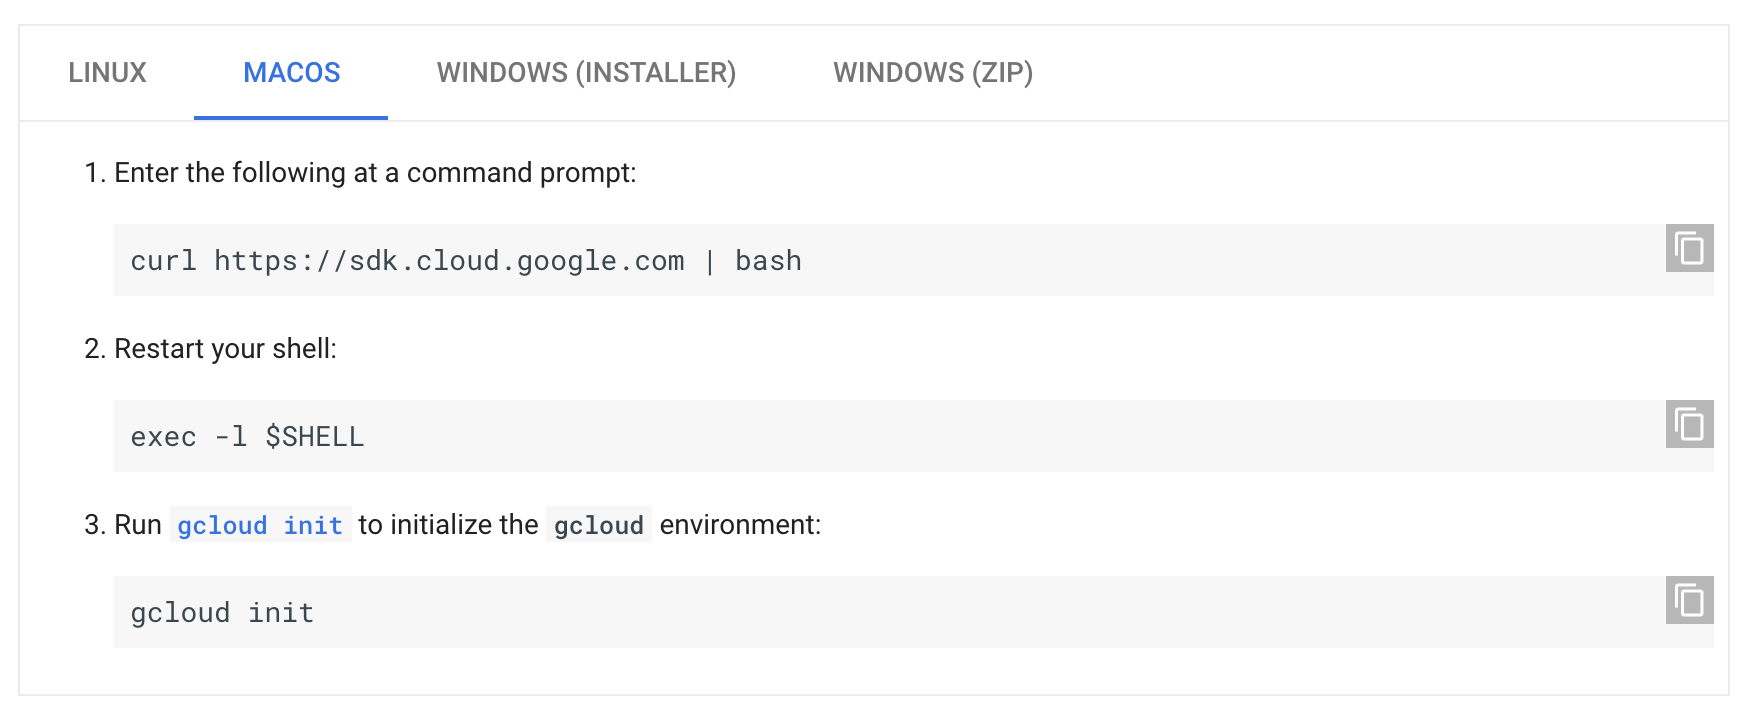 LINUX MACOS WINDOWS (INSTALLER) WINDOWS (ZIP)
1. Enter the following at a command prompt:
curl https://sdk.cloud.google.com | bash
2. Restart your shell:
exec -l $SHELL
3. Run gcloud init to initialize the gcloud environment:
gcloud init